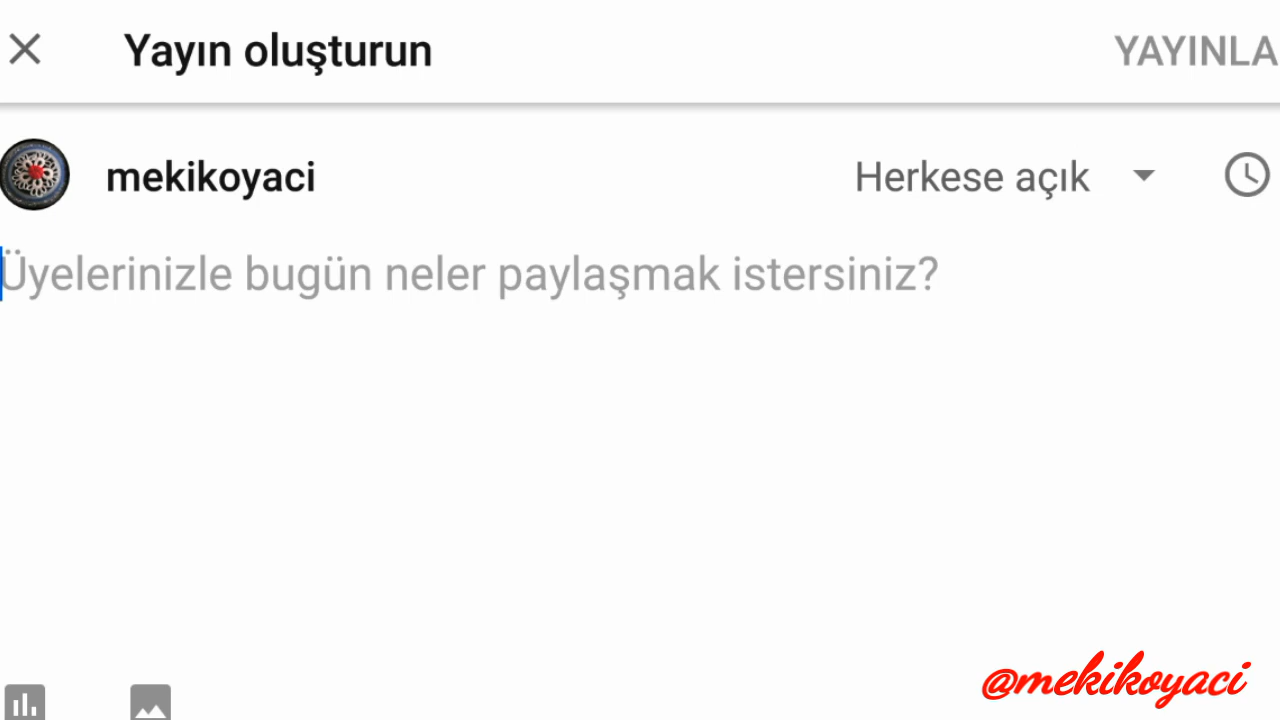 Yayın oluşturun YAYINLA
mekikoyaci Herkese açık
Üyelerinizle bugün neler paylaşmak istersiniz?
@mekikoyaci